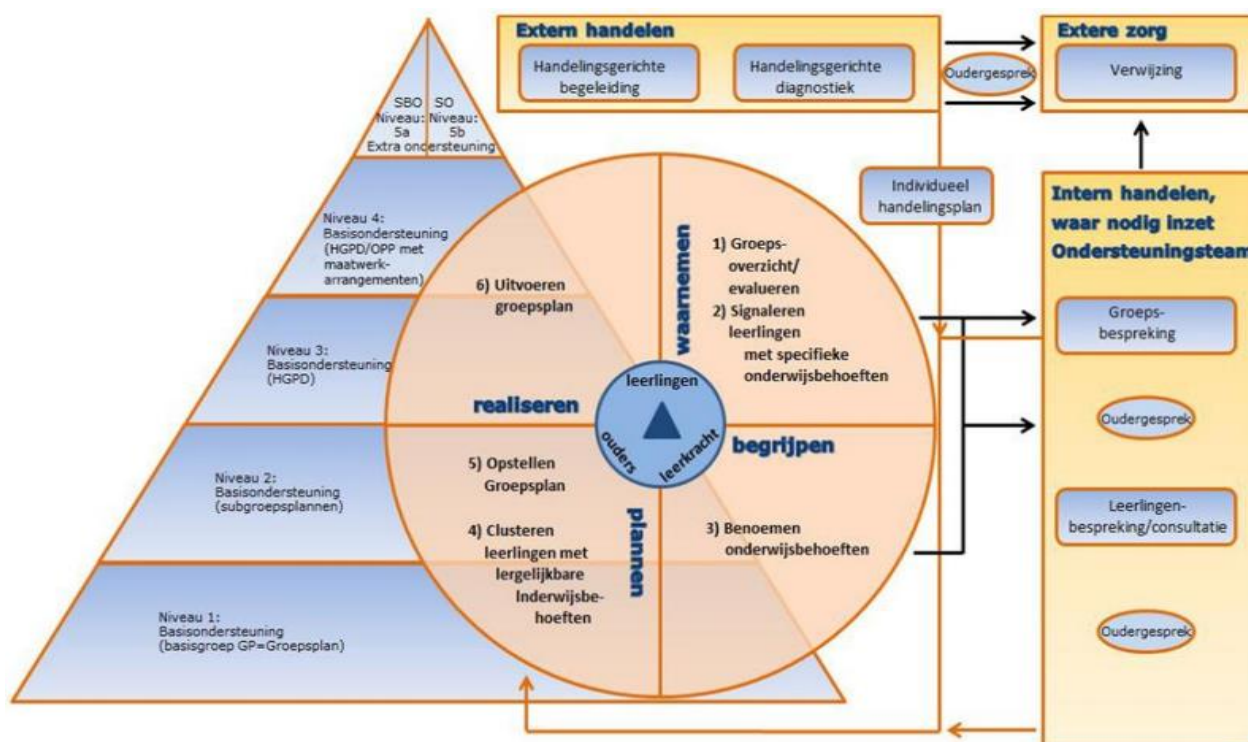 Extern handelen
Handelingsgerichte
begeleiding
Handelingsgerichte
diagnostiek
Oudergesprek
Extere zorg
Verwijzing
SBO
Niveau:
5a
SO
Niveau:
5b
Extra ondersteuning
Niveau 4:
Basisondersteuning
(HGPD/OPP met
maatwerk-
arrangementen)
Niveau 3:
Basisondersteuning
(HGPD)
Niveau 2:
Basisondersteuning
(subgroepsplannen)
Niveau 1:
Basisondersteuning
(basisgroep GP=Groepsplan)
waarnemen
1) Groeps-
overzicht/
evalueren
2) Signaleren
leerlingen
met specifieke
onderwijsbehoeften
begrijpen
3) Benoemen
onderwijsbehoeften
plannen
4) Clusteren
leerlingen met
lergelijkbare
Inderwijsbe-
hoeften
5) Opstellen
Groepsplan
realiseren
6) Uitvoeren
groepsplan
leerlingen
ouders
leerkracht
Individueel
handelingsplan
Intern handelen,
waar nodig inzet
Ondersteuningsteam
Groeps-
bespreking
Oudergesprek
Leerlingen-
bespreking/consultatie
Oudergesprek